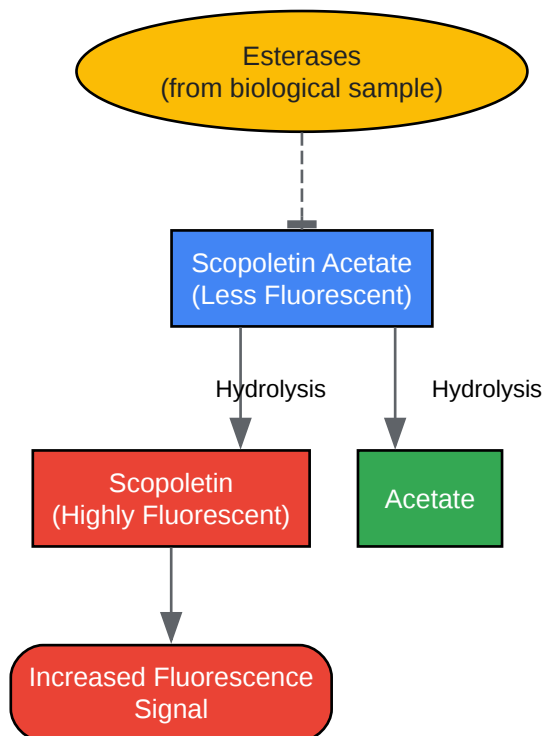 Esterases
(from biological sample)
Scopoletin Acetate
(Less Fluorescent)
Hydrolysis
Hydrolysis
Scopoletin
(Highly Fluorescent)
Acetate
Increased Fluorescence
Signal